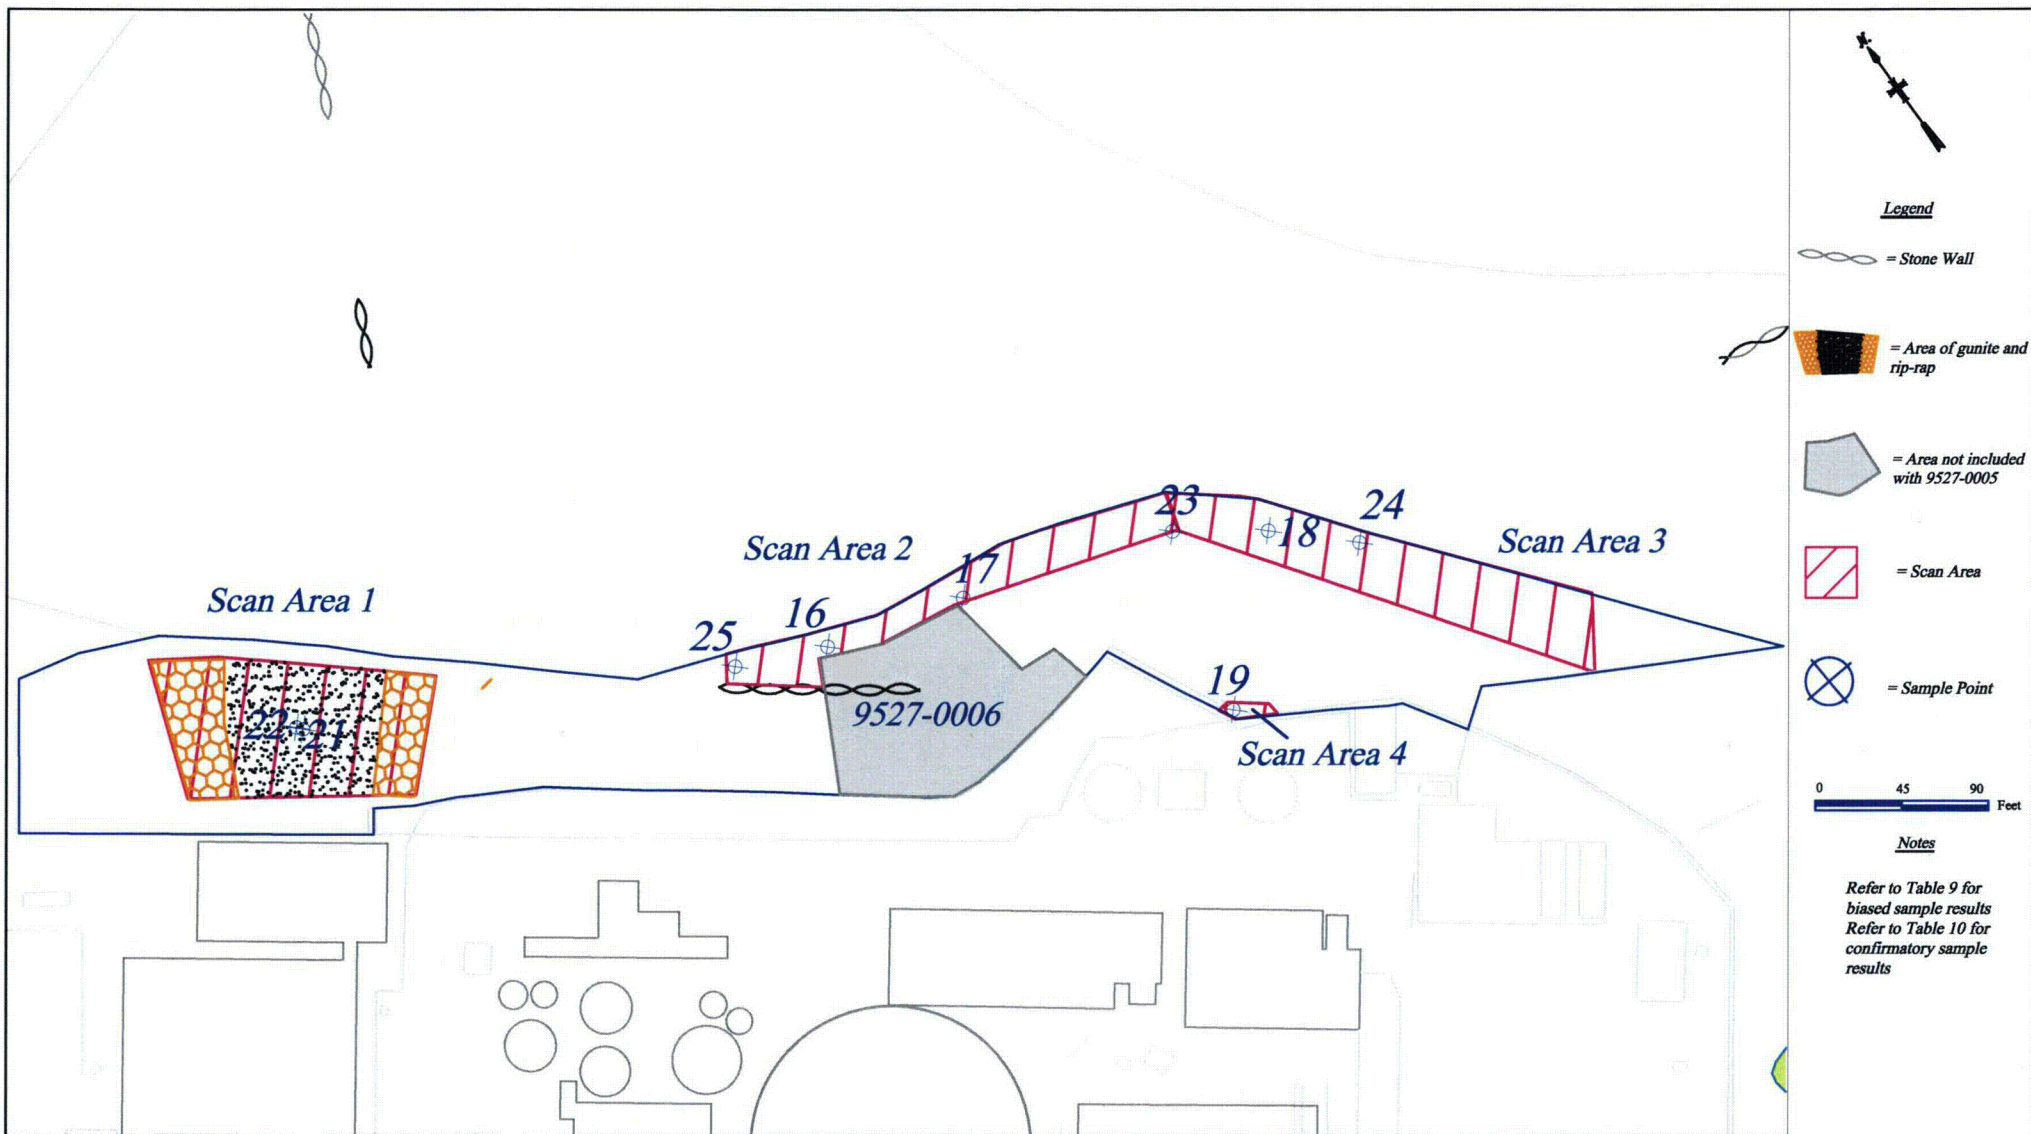 N
Legend
= Stone Wall
= Area of gunite and
rip-rap
= Area not included
with 9527-0005
= Scan Area
= Sample Point
0 45 90
Feet
Notes
Refer to Table 9 for
biased sample results
Refer to Table 10 for
confirmatory sample
results
23
24
18
Scan Area 3
Scan Area 2
17
Scan Area 1
16
25
19
9527-0006
22
21
Scan Area 4